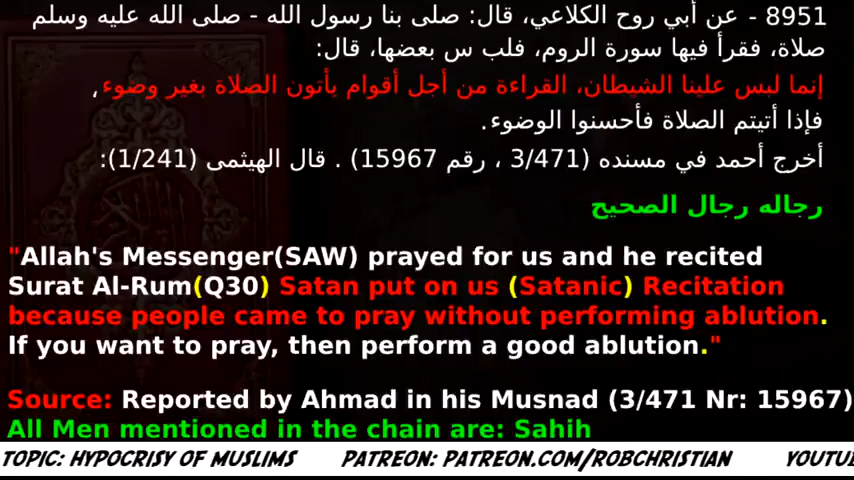 8951 - عن أبي روح الكلاعي، قال: صلى بنا رسول الله - صلى الله عليه وسلم
صلاة، فقرأ فيها سورة الروم، فلب س بعضها، قال:
إنما لبس علينا الشيطان، القراءة من أجل أقوام يأتون الصلاة بغير وضوء,
فإذا أتيتم الصلاة فأحسنوا الوضوء.
أخرج أحمد في مسنده (3/471 ، رقم 15967) . قال الهيثمى (1/241):
رجاله رجال الصحيح
"Allah's Messenger(SAW) prayed for us and he recited
Surat Al-Rum(Q30) Satan put on us (Satanic) Recitation
because people came to pray without performing ablution.
If you want to pray, then perform a good ablution."
Source: Reported by Ahmad in his Musnad (3/471 Nr: 15967)
All Men mentioned in the chain are: Sahih
TOPIC: HYPOCRISY OF MUSLIMS PATREON: PATREON.COM/ROBCHRISTIAN YOUTU